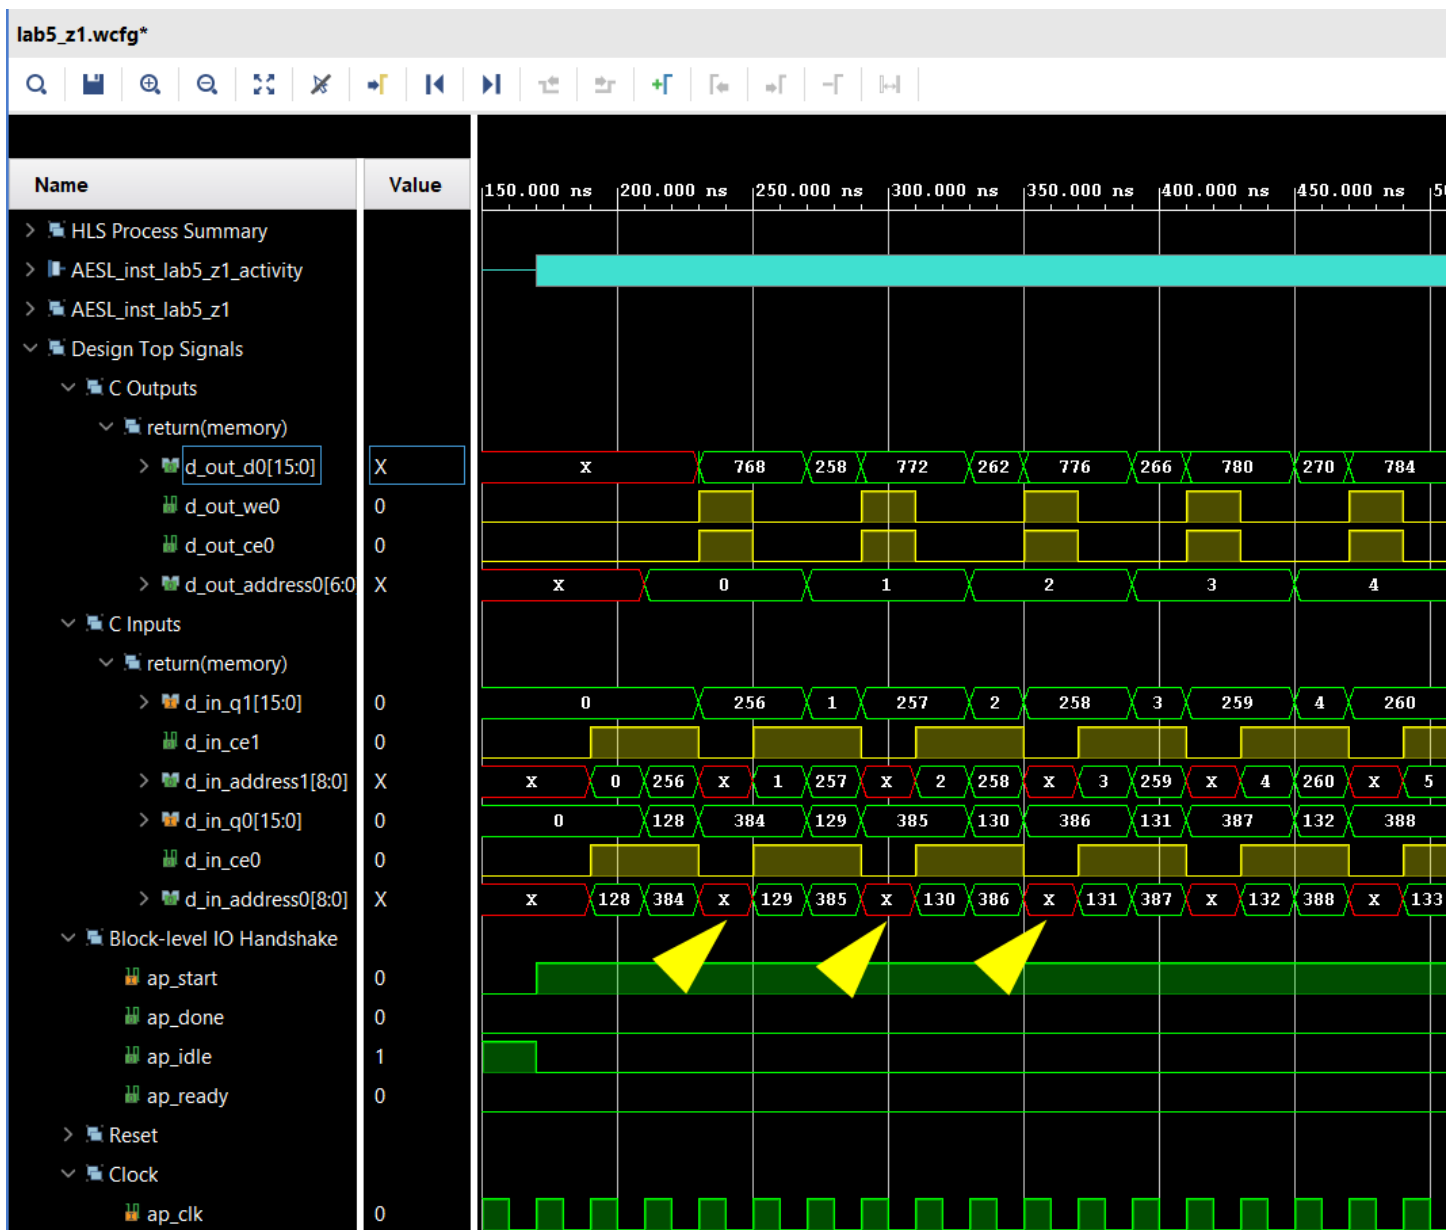 lab5_z1.wcfg*
Name Value 150.000 ns 200.000 ns 250.000 ns 300.000 ns 350.000 ns 400.000 ns 450.000 ns
HLS Process Summary
AESL_inst_lab5_z1_activity
AESL_inst_lab5_z1
Design Top Signals
C Outputs
return(memory)
d_out_d0[15:0] X X 768 258 772 262 776 266 780 270 784
d_out_we0 0
d_out_ce0 0
d_out_address0[6:0 X X 0 1 2 3 4
C Inputs
return(memory)
d_in_q1[15:0] 0 0 256 1 257 2 258 3 259 4 260
d_in_ce1 0
d_in_address1[8:0] X X 0 256 X 1 257 X 2 258 X 3 259 X 4 260 X 5
d_in_q0[15:0] 0 0 128 384 129 385 130 386 131 387 132 388
d_in_ce0 0
d_in_address0[8:0] X X 128 384 X 129 385 X 130 386 X 131 387 X 132 388 X 133
Block-level IO Handshake
ap_start 0
ap_done 0
ap_idle 1
ap_ready 0
Reset
Clock
ap_clk 0